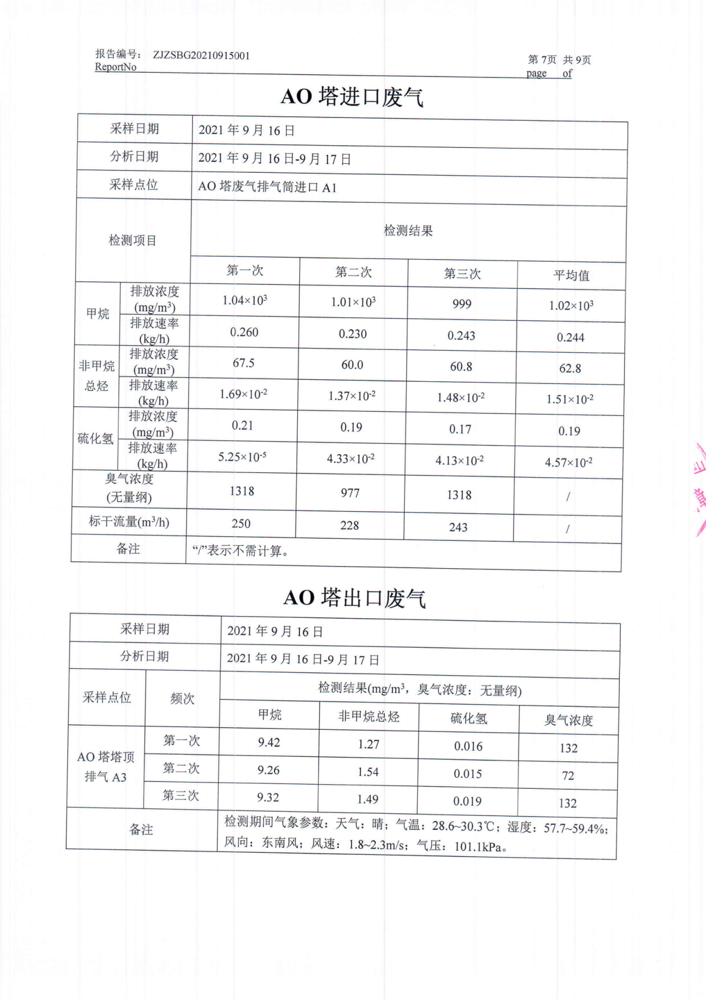 报告编号： ZJZSBG20210915001
第 7页 共 9页
ReportNo
page of
AO 塔进口废气
采样日期 2021 年 9 月 16 日
分析日期 2021 年 9 月 16 日-9 月 17 日
采样点位 AO 塔废气排气筒进口 A1
检测项目 检测结果
第一次 第二次 第三次 平均值
甲烷 排放浓度(mg/m³) 1.04×10³ 1.01×10³ 999 1.02×10³
排放速率(kg/h) 0.260 0.230 0.243 0.244
非甲烷总烃 排放浓度(mg/m³) 67.5 60.0 60.8 62.8
排放速率(kg/h) 1.69×10⁻² 1.37×10⁻² 1.48×10⁻² 1.51×10⁻²
硫化氢 排放浓度(mg/m³) 0.21 0.19 0.17 0.19
排放速率(kg/h) 5.25×10⁻⁵ 4.33×10⁻² 4.13×10⁻² 4.57×10⁻²
臭气浓度(无量纲) 1318 977 1318 /
标干流量(m³/h) 250 228 243 /
备注 “/”表示不需计算。
AO 塔出口废气
采样日期 2021 年 9 月 16 日
分析日期 2021 年 9 月 16 日-9 月 17 日
采样点位 频次 检测结果(mg/m³，臭气浓度：无量纲)
甲烷 非甲烷总烃 硫化氢 臭气浓度
AO 塔塔顶排气 A3 第一次 9.42 1.27 0.016 132
第二次 9.26 1.54 0.015 72
第三次 9.32 1.49 0.019 132
备注 检测期间气象参数：天气：晴；气温：28.6~30.3℃；湿度：57.7~59.4%；
风向：东南风；风速：1.8~2.3m/s；气压：101.1kPa。